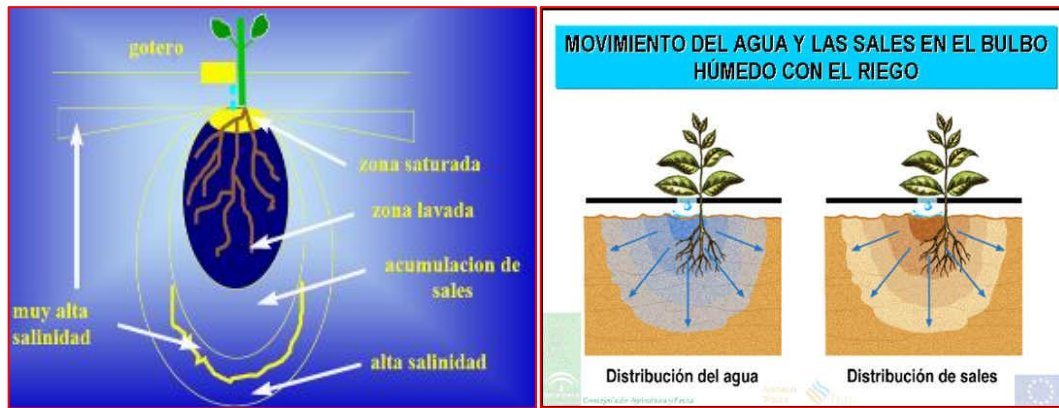 gotero
zona saturada
zona lavada
acumulacion de
sales
muy alta
salinidad
alta salinidad
MOVIMIENTO DEL AGUA Y LAS SALES EN EL BULBO
HÚMEDO CON EL RIEGO
Distribución del agua
Distribución de sales